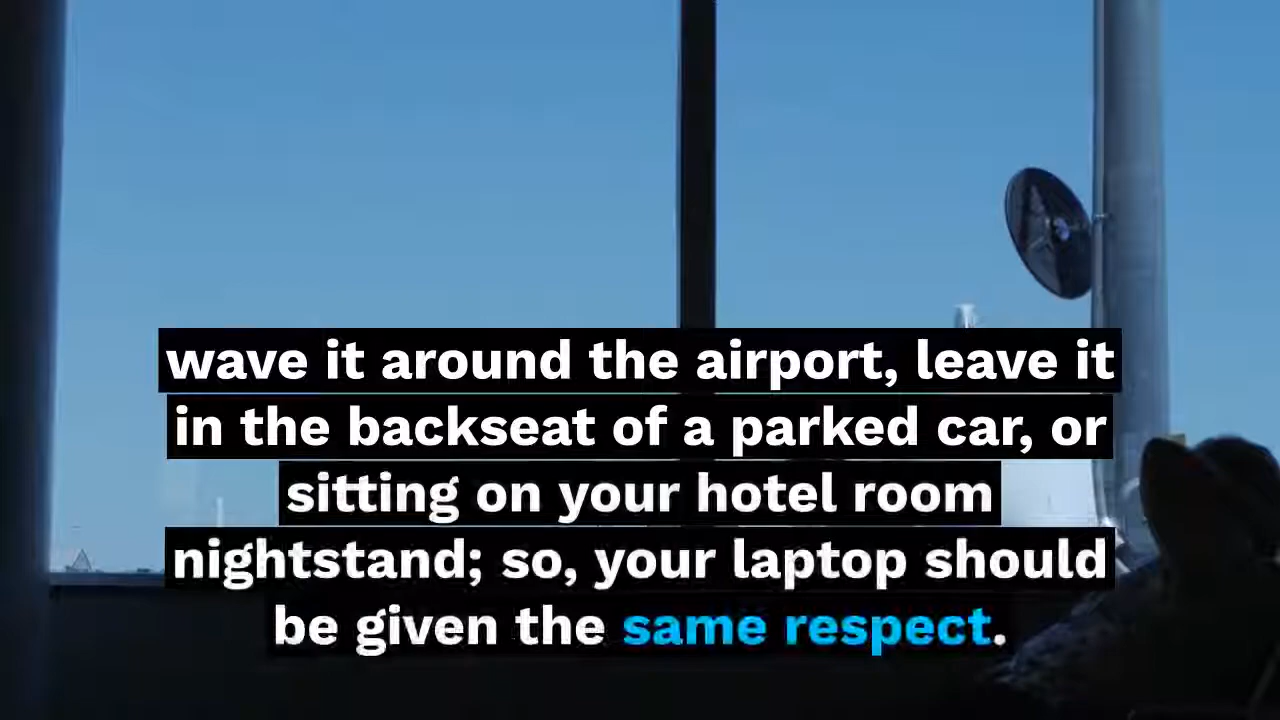 wave it around the airport, leave it
in the backseat of a parked car, or
sitting on your hotel room
nightstand; so, your laptop should
be given the same respect.